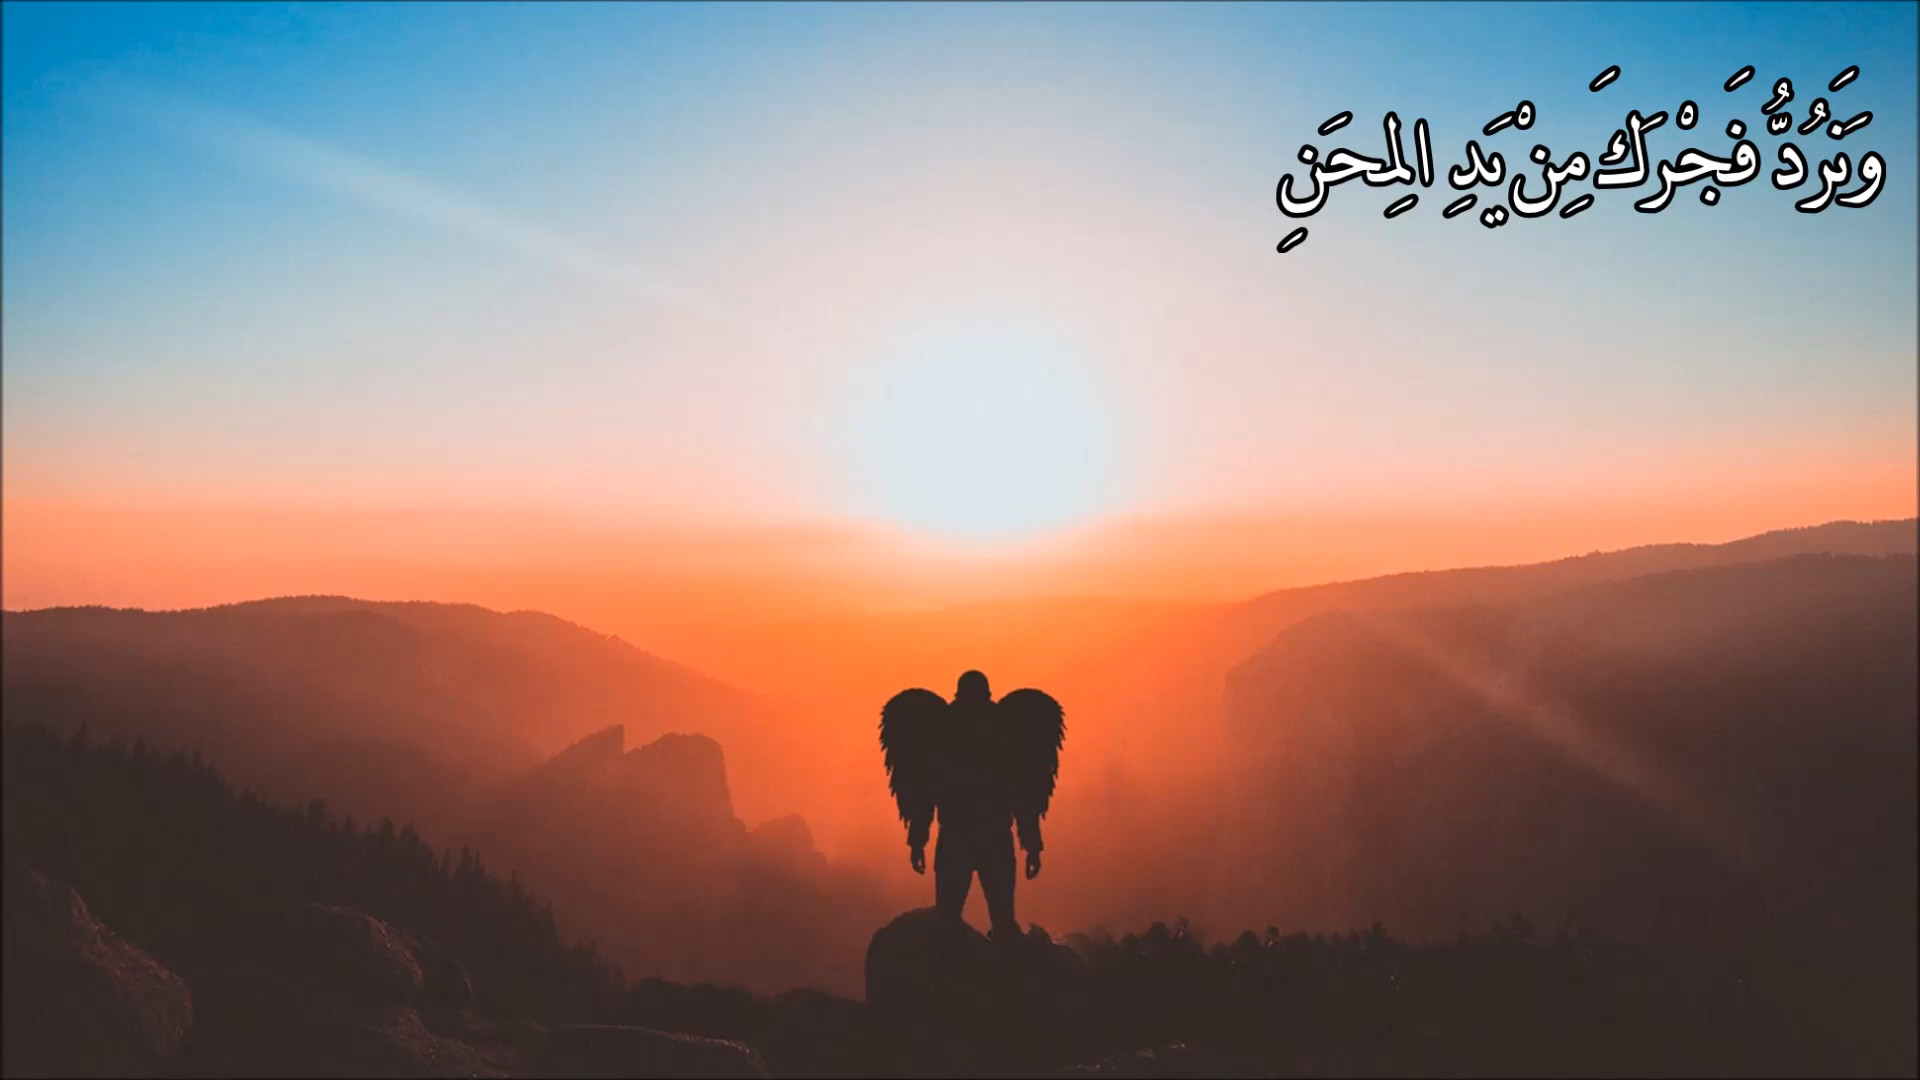 وَنَرُدُّ فَجْرَكَ مِنْ يَدِ المِحَنِ